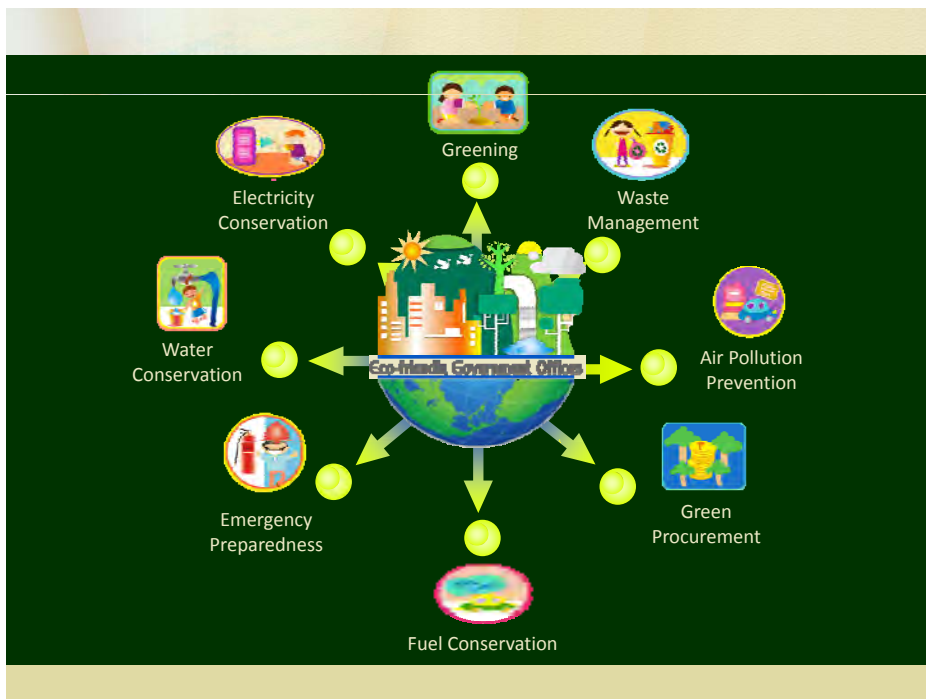 Greening
Electricity
Conservation
Waste
Management
Water
Conservation
Eco-friendly Government Offices
Air Pollution
Prevention
Emergency
Preparedness
Green
Procurement
Fuel Conservation